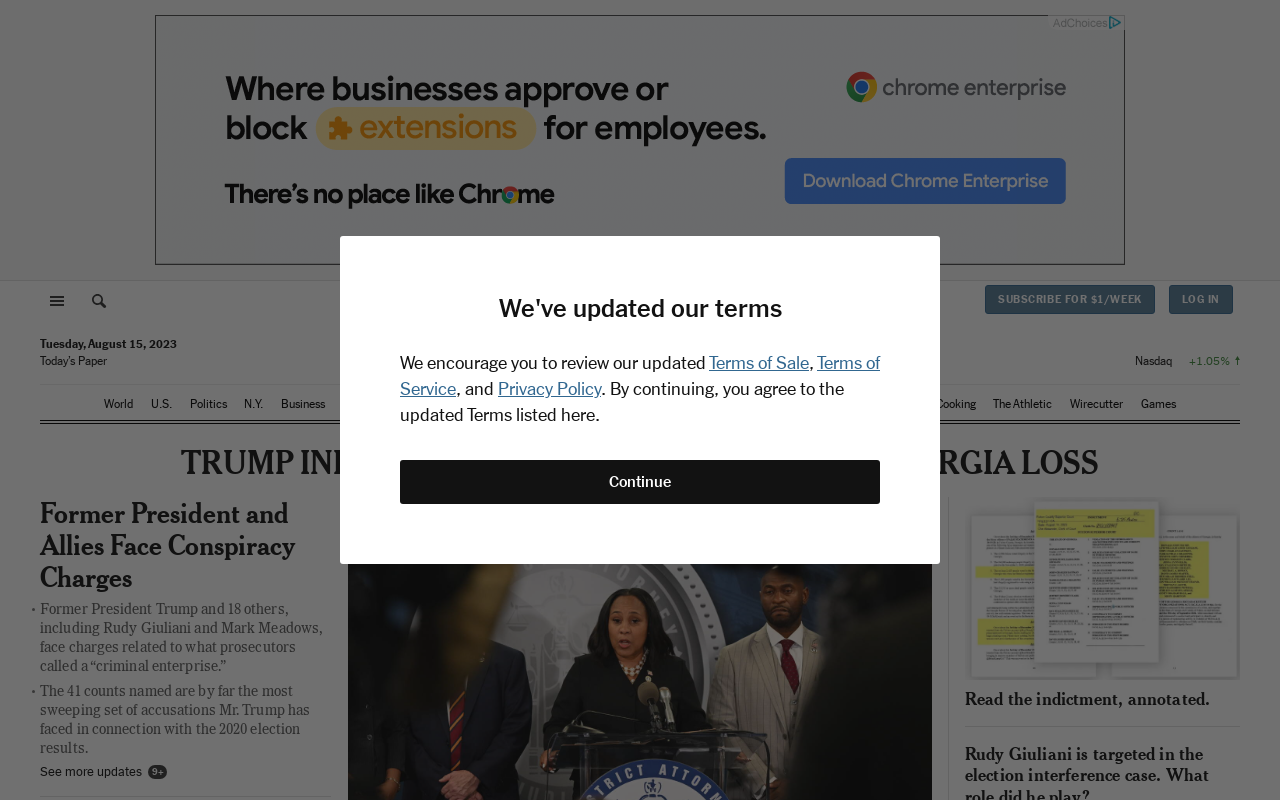 AdChoices
Where businesses approve or
block extensions for employees.
chrome enterprise
There's no place like Chrome
Download Chrome Enterprise
SUBSCRIBE FOR $1/WEEK
LOG IN
Tuesday, August 15, 2023
Today's Paper
Nasdaq +1.05% ↑
World U.S. Politics N.Y. Business
Cooking The Athletic Wirecutter Games
We've updated our terms
We encourage you to review our updated Terms of Sale, Terms of
Service, and Privacy Policy. By continuing, you agree to the
updated Terms listed here.
Continue
TRUMP
RGIA LOSS
Former President and
Allies Face Conspiracy
Charges
• Former President Trump and 18 others,
including Rudy Giuliani and Mark Meadows,
face charges related to what prosecutors
called a “criminal enterprise.”
• The 41 counts named are by far the most
sweeping set of accusations Mr. Trump has
faced in connection with the 2020 election
results.
See more updates 9+
Read the indictment, annotated.
Rudy Giuliani is targeted in the
election interference case. What
role did he play?